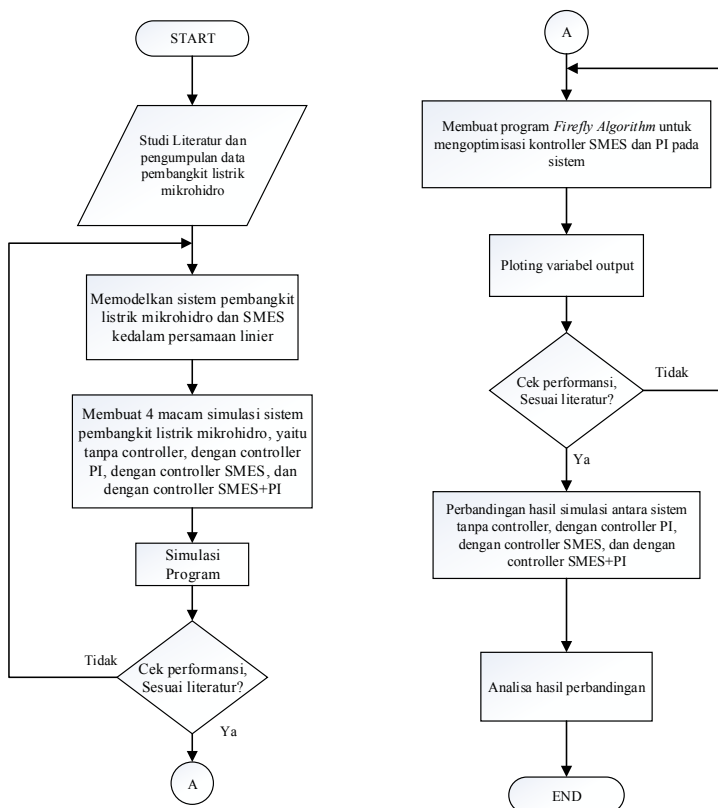 START
Studi Literatur dan
pengumpulan data
pembangkit listrik
mikrohidro
Memodelkan sistem pembangkit
listrik mikrohidro dan SMES
kedalam persamaan linier
Membuat 4 macam simulasi sistem
pembangkit listrik mikrohidro, yaitu
tanpa controller, dengan controller
PI, dengan controller SMES, dan
dengan controller SMES+PI
Simulasi
Program
Tidak
Cek performansi,
Sesuai literatur?
Ya
A
A
Membuat program Firefly Algorithm untuk
mengoptimisasi kontroller SMES dan PI pada
sistem
Ploting variabel output
Cek performansi,
Sesuai literatur?
Tidak
Ya
Perbandingan hasil simulasi antara sistem
tanpa controller, dengan controller PI,
dengan controller SMES, dan dengan
controller SMES+PI
Analisa hasil perbandingan
END